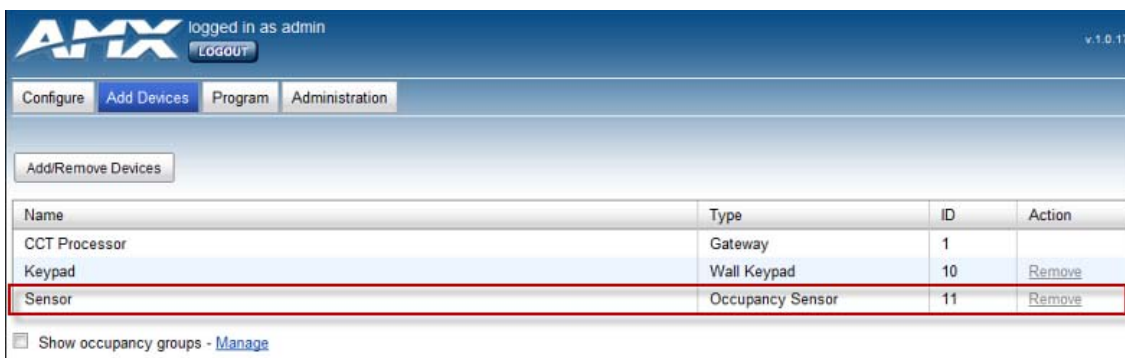 AMX logged in as admin
LOGOUT
v.1.0.17
Configure Add Devices Program Administration
Add/Remove Devices
Name Type ID Action
CCT Processor Gateway 1
Keypad Wall Keypad 10 Remove
Sensor Occupancy Sensor 11 Remove
Show occupancy groups - Manage